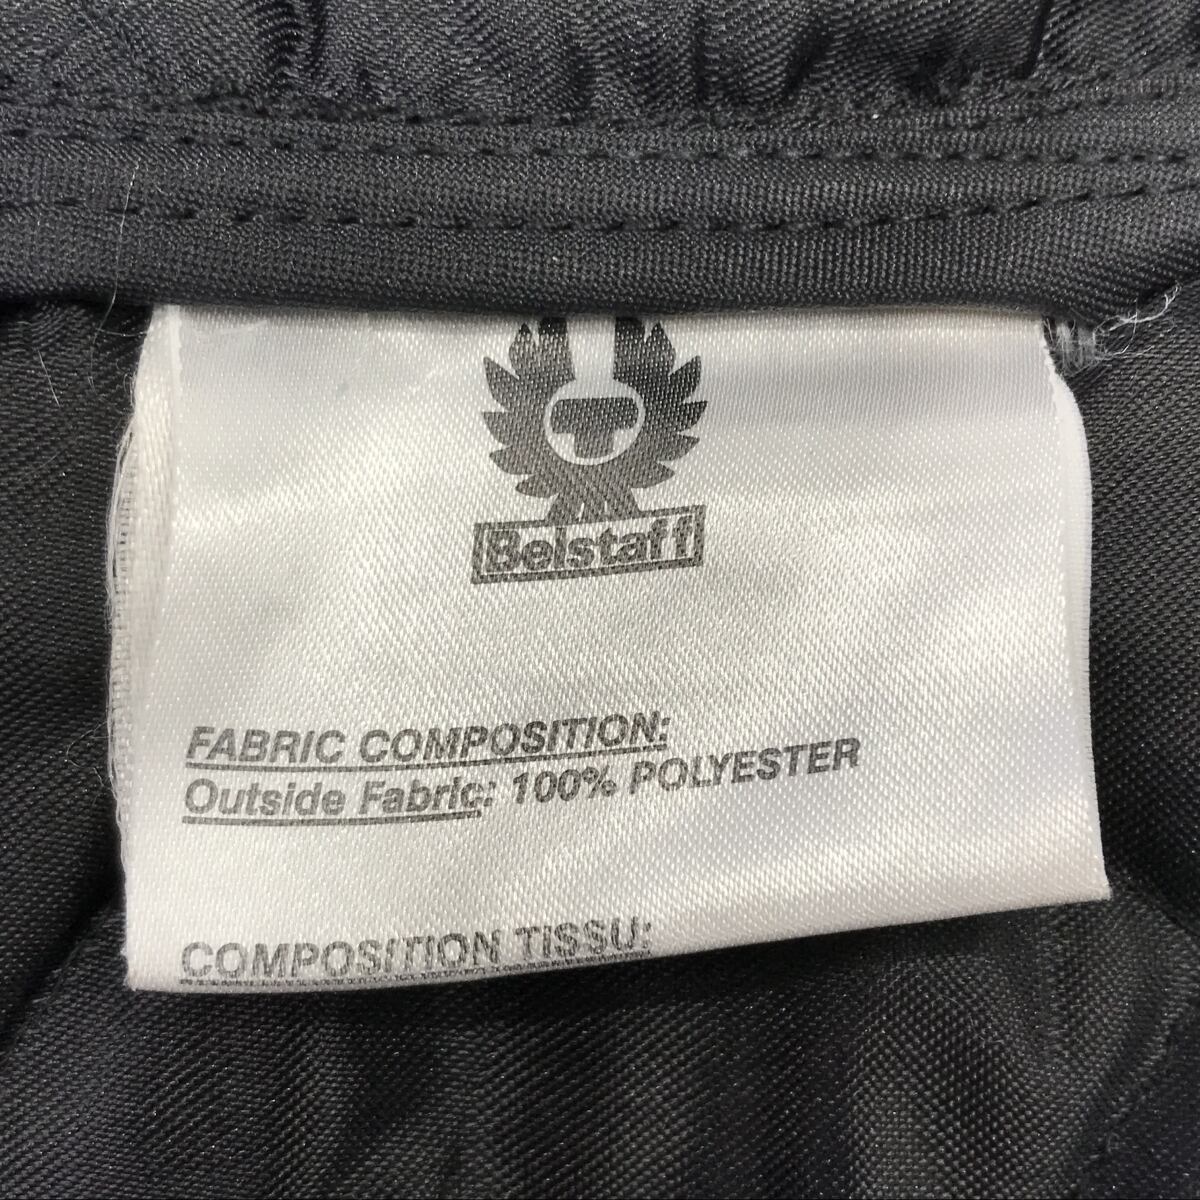 Belstaff
FABRIC COMPOSITION:
Outside Fabric: 100% POLYESTER
COMPOSITION TISSU: